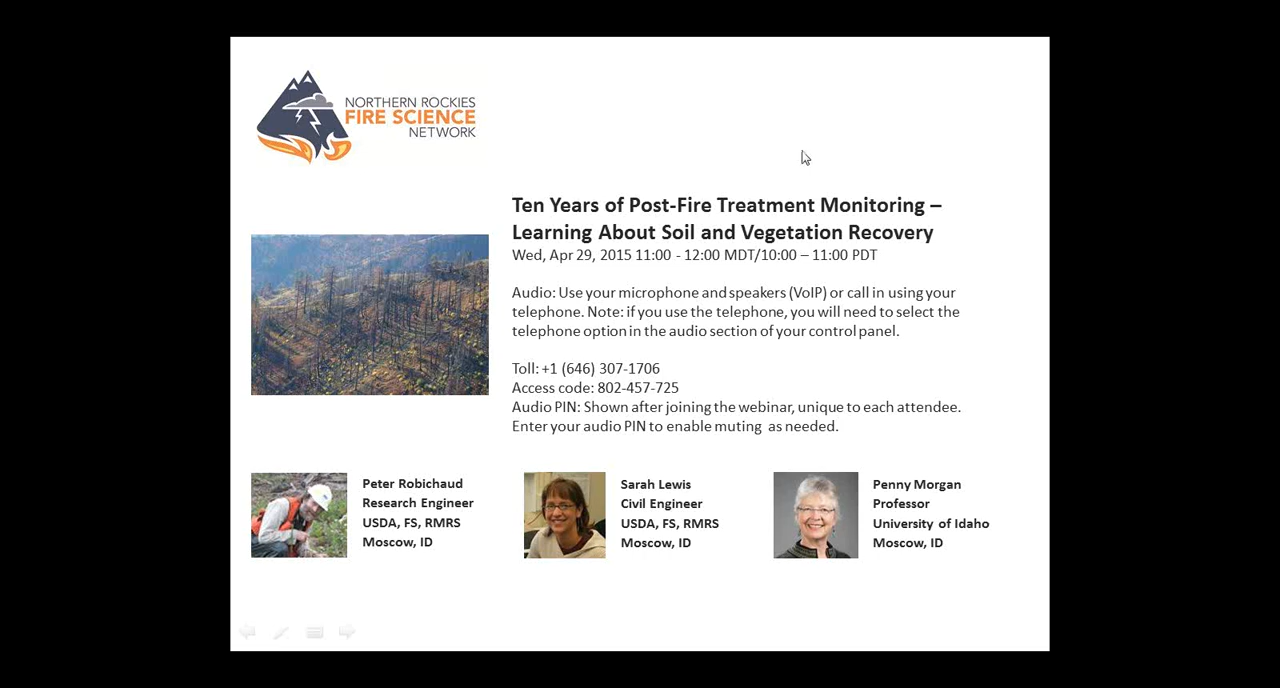 NORTHERN ROCKIES
FIRE SCIENCE
NETWORK
Ten Years of Post-Fire Treatment Monitoring –
Learning About Soil and Vegetation Recovery
Wed, Apr 29, 2015 11:00 - 12:00 MDT/10:00 – 11:00 PDT
Audio: Use your microphone and speakers (VoIP) or call in using your
telephone. Note: if you use the telephone, you will need to select the
telephone option in the audio section of your control panel.
Toll: +1 (646) 307-1706
Access code: 802-457-725
Audio PIN: Shown after joining the webinar, unique to each attendee.
Enter your audio PIN to enable muting as needed.
Peter Robichaud
Research Engineer
USDA, FS, RMRS
Moscow, ID
Sarah Lewis
Civil Engineer
USDA, FS, RMRS
Moscow, ID
Penny Morgan
Professor
University of Idaho
Moscow, ID